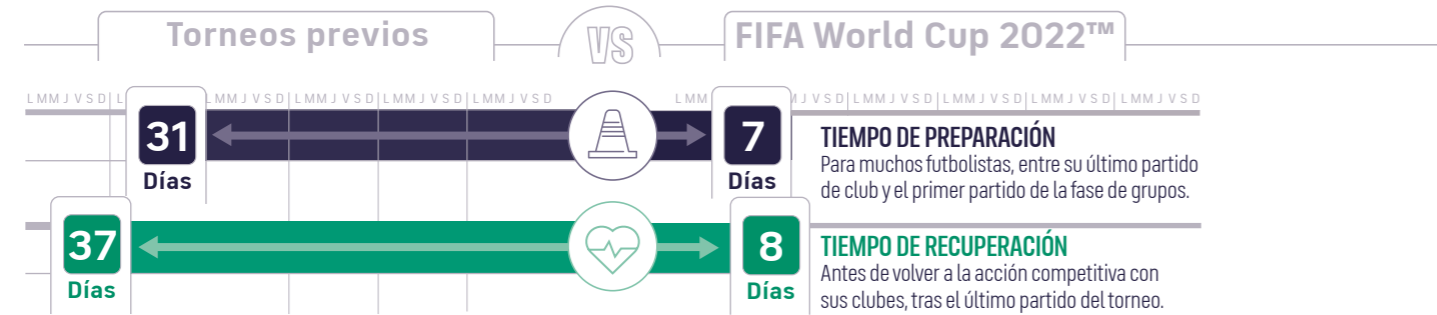 Torneos previos
VS
FIFA World Cup 2022™
L M M J V S D L M M J V S D L M M J V S D L M M J V S D L M M J V S D
L M M M J V S D L M M J V S D L M M J V S D L M M J V S D L M M J V S D
31
Días
7
Días
TIEMPO DE PREPARACIÓN
Para muchos futbolistas, entre su último partido
de club y el primer partido de la fase de grupos.
37
Días
8
Días
TIEMPO DE RECUPERACIÓN
Antes de volver a la acción competitiva con
sus clubes, tras el último partido del torneo.